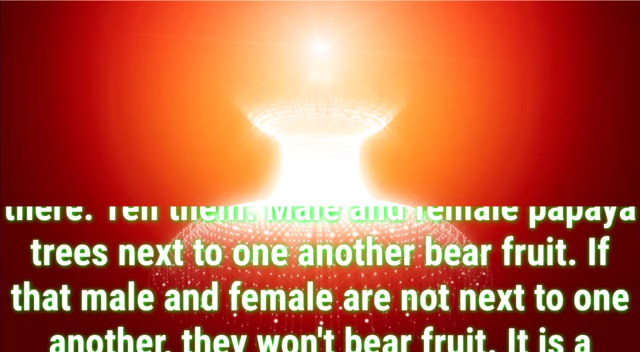 there. Tell them: Male and female papaya
trees next to one another bear fruit. If
that male and female are not next to one
another, they won't bear fruit. It is a